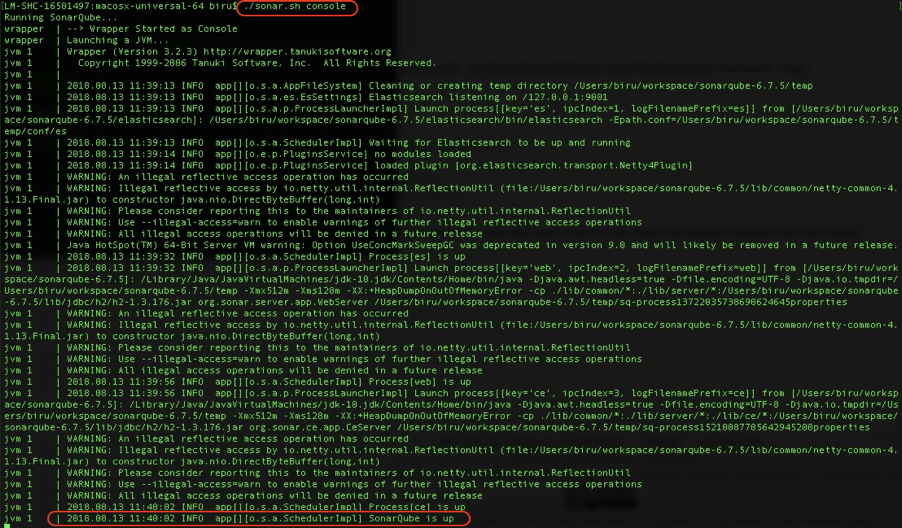 LM-SHC-16501497:macosx-universal-64 biru$ ./sonar.sh console
Running SonarQube...
wrapper  | --> Wrapper Started as Console
wrapper  | Launching a JVM...
jvm 1    | Wrapper (Version 3.2.3) http://wrapper.tanukisoftware.org
jvm 1    |   Copyright 1999-2006 Tanuki Software, Inc.  All Rights Reserved.
jvm 1    |
jvm 1    | 2018.08.13 11:39:13 INFO  app[][o.s.a.AppFileSystem] Cleaning or creating temp directory /Users/biru/workspace/sonarqube-6.7.5/temp
jvm 1    | 2018.08.13 11:39:13 INFO  app[][o.s.a.es.EsSettings] Elasticsearch listening on /127.0.0.1:9001
jvm 1    | 2018.08.13 11:39:13 INFO  app[][o.s.a.p.ProcessLauncherImpl] Launch process[[key='es', ipcIndex=1, logFilenamePrefix=es]] from [/Users/biru/worksp
ace/sonarqube-6.7.5/elasticsearch]: /Users/biru/workspace/sonarqube-6.7.5/elasticsearch/bin/elasticsearch -Epath.conf=/Users/biru/workspace/sonarqube-6.7.5/t
emp/conf/es
jvm 1    | 2018.08.13 11:39:13 INFO  app[][o.s.a.SchedulerImpl] Waiting for Elasticsearch to be up and running
jvm 1    | 2018.08.13 11:39:14 INFO  app[][o.e.p.PluginsService] no modules loaded
jvm 1    | 2018.08.13 11:39:14 INFO  app[][o.e.p.PluginsService] loaded plugin [org.elasticsearch.transport.Netty4Plugin]
jvm 1    | WARNING: An illegal reflective access operation has occurred
jvm 1    | WARNING: Illegal reflective access by io.netty.util.internal.ReflectionUtil (file:/Users/biru/workspace/sonarqube-6.7.5/lib/common/netty-common-4.
1.13.Final.jar) to constructor java.nio.DirectByteBuffer(long,int)
jvm 1    | WARNING: Please consider reporting this to the maintainers of io.netty.util.internal.ReflectionUtil
jvm 1    | WARNING: Use --illegal-access=warn to enable warnings of further illegal reflective access operations
jvm 1    | WARNING: All illegal access operations will be denied in a future release
jvm 1    | Java HotSpot(TM) 64-Bit Server VM warning: Option UseConcMarkSweepGC was deprecated in version 9.0 and will likely be removed in a future release.
jvm 1    | 2018.08.13 11:39:32 INFO  app[][o.s.a.SchedulerImpl] Process[es] is up
jvm 1    | 2018.08.13 11:39:32 INFO  app[][o.s.a.p.ProcessLauncherImpl] Launch process[[key='web', ipcIndex=2, logFilenamePrefix=web]] from [/Users/biru/work
space/sonarqube-6.7.5]: /Library/Java/JavaVirtualMachines/jdk-10.jdk/Contents/Home/bin/java -Djava.awt.headless=true -Dfile.encoding=UTF-8 -Djava.io.tmpdir=/
Users/biru/workspace/sonarqube-6.7.5/temp -Xmx512m -Xms128m -XX:+HeapDumpOnOutOfMemoryError -cp ./lib/common/*:./lib/server/*:/Users/biru/workspace/sonarqube
-6.7.5/lib/jdbc/h2/h2-1.3.176.jar org.sonar.server.app.WebServer /Users/biru/workspace/sonarqube-6.7.5/temp/sq-process13722035738690624645properties
jvm 1    | WARNING: An illegal reflective access operation has occurred
jvm 1    | WARNING: Illegal reflective access by io.netty.util.internal.ReflectionUtil (file:/Users/biru/workspace/sonarqube-6.7.5/lib/common/netty-common-4.
1.13.Final.jar) to constructor java.nio.DirectByteBuffer(long,int)
jvm 1    | WARNING: Please consider reporting this to the maintainers of io.netty.util.internal.ReflectionUtil
jvm 1    | WARNING: Use --illegal-access=warn to enable warnings of further illegal reflective access operations
jvm 1    | WARNING: All illegal access operations will be denied in a future release
jvm 1    | 2018.08.13 11:39:56 INFO  app[][o.s.a.SchedulerImpl] Process[web] is up
jvm 1    | 2018.08.13 11:39:56 INFO  app[][o.s.a.p.ProcessLauncherImpl] Launch process[[key='ce', ipcIndex=3, logFilenamePrefix=ce]] from [/Users/biru/worksp
ace/sonarqube-6.7.5]: /Library/Java/JavaVirtualMachines/jdk-10.jdk/Contents/Home/bin/java -Djava.awt.headless=true -Dfile.encoding=UTF-8 -Djava.io.tmpdir=/Us
ers/biru/workspace/sonarqube-6.7.5/temp -Xmx512m -Xms128m -XX:+HeapDumpOnOutOfMemoryError -cp ./lib/common/*:./lib/server/*:./lib/ce/*:/Users/biru/workspace/
sonarqube-6.7.5/lib/jdbc/h2/h2-1.3.176.jar org.sonar.ce.app.CeServer /Users/biru/workspace/sonarqube-6.7.5/temp/sq-process15210087705642945200properties
jvm 1    | WARNING: An illegal reflective access operation has occurred
jvm 1    | WARNING: Illegal reflective access by io.netty.util.internal.ReflectionUtil (file:/Users/biru/workspace/sonarqube-6.7.5/lib/common/netty-common-4.
1.13.Final.jar) to constructor java.nio.DirectByteBuffer(long,int)
jvm 1    | WARNING: Please consider reporting this to the maintainers of io.netty.util.internal.ReflectionUtil
jvm 1    | WARNING: Use --illegal-access=warn to enable warnings of further illegal reflective access operations
jvm 1    | WARNING: All illegal access operations will be denied in a future release
jvm 1    | 2018.08.13 11:40:02 INFO  app[][o.s.a.SchedulerImpl] Process[ce] is up
jvm 1    | 2018.08.13 11:40:02 INFO  app[][o.s.a.SchedulerImpl] SonarQube is up